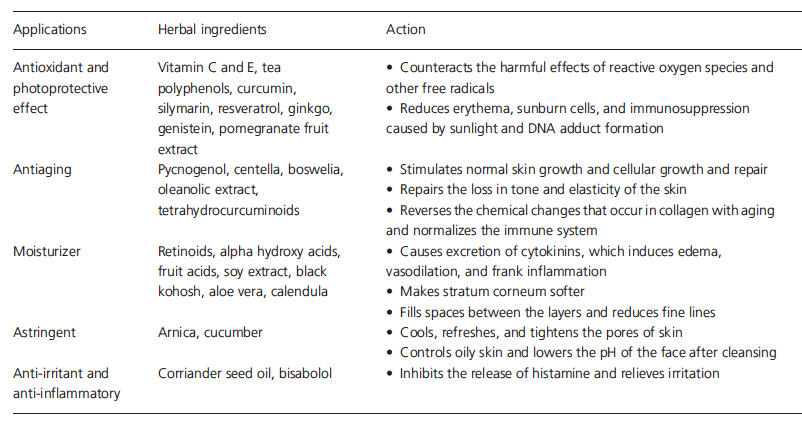 Applications Herbal ingredients Action
Antioxidant and photoprotective effect
Vitamin C and E, tea
polyphenols, curcumin,
silymarin, resveratrol, ginkgo,
genistein, pomegranate fruit
extract
• Counteracts the harmful effects of reactive oxygen species and
other free radicals
• Reduces erythema, sunburn cells, and immunosuppression
caused by sunlight and DNA adduct formation
Antiaging
Pycnogenol, centella, boswelia,
oleanolic extract,
tetrahydrocurcuminoids
• Stimulates normal skin growth and cellular growth and repair
• Repairs the loss in tone and elasticity of the skin
• Reverses the chemical changes that occur in collagen with aging
and normalizes the immune system
Moisturizer
Retinoids, alpha hydroxy acids,
fruit acids, soy extract, black
kohosh, aloe vera, calendula
• Causes excretion of cytokinins, which induces edema,
vasodilation, and frank inflammation
• Makes stratum corneum softer
• Fills spaces between the layers and reduces fine lines
Astringent
Arnica, cucumber
• Cools, refreshes, and tightens the pores of skin
• Controls oily skin and lowers the pH of the face after cleansing
Anti-irritant and
anti-inflammatory
Corriander seed oil, bisabolol
• Inhibits the release of histamine and relieves irritation